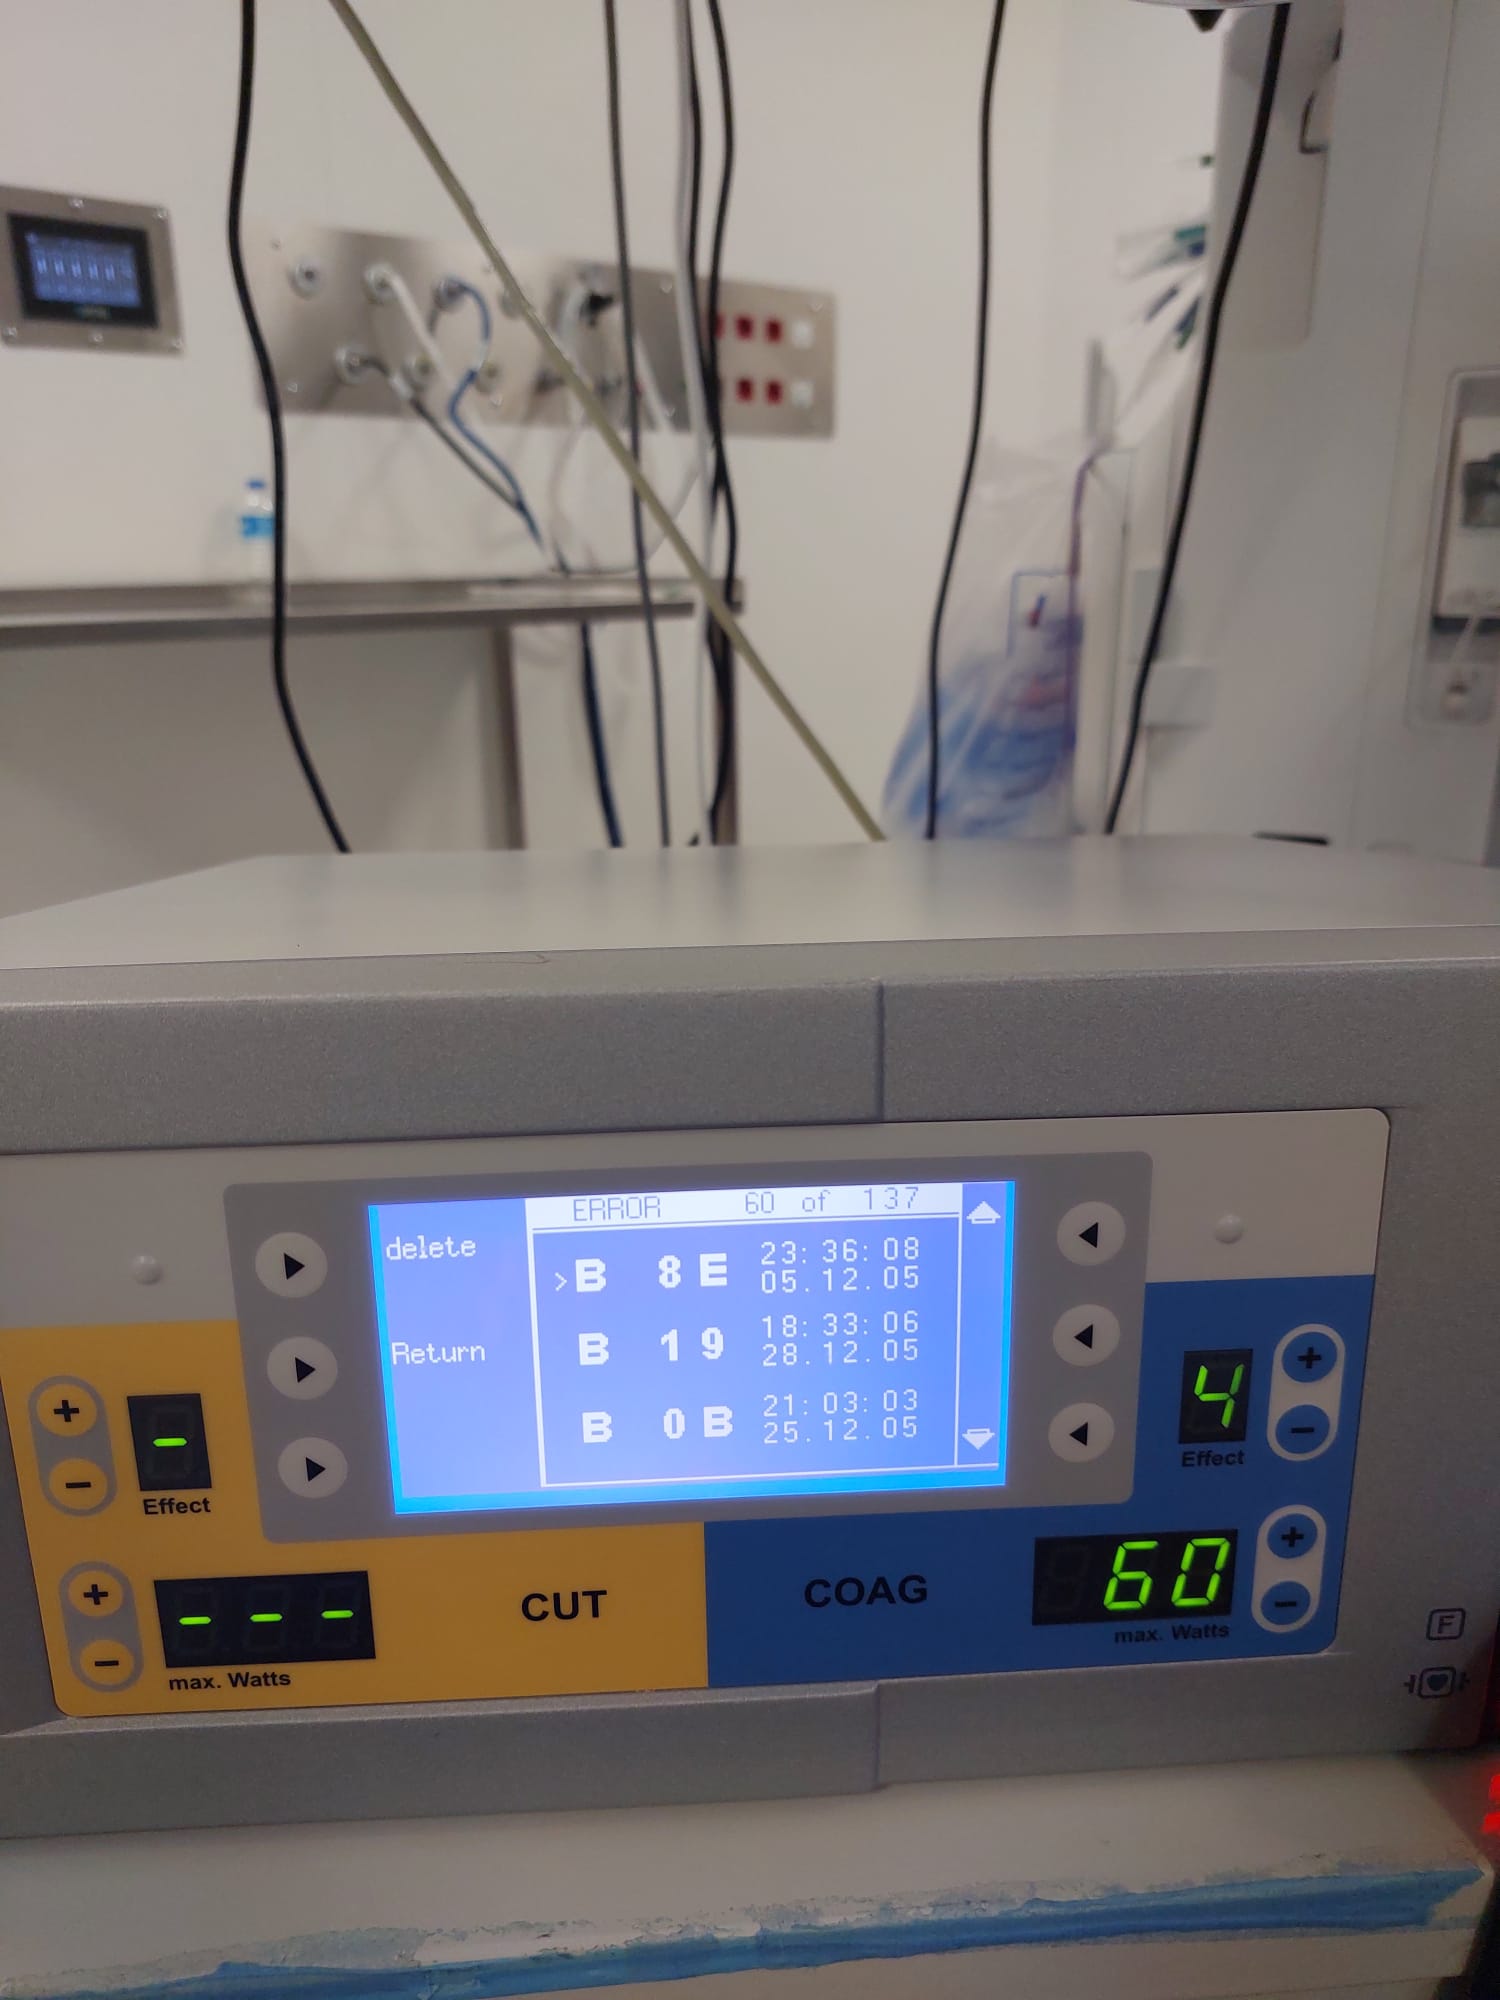 ERROR 60 of 137
delete
>B 8E 23:36:08
05.12.05
Return
B 19 18:33:06
28.12.05
B 0B 21:03:03
25.12.05
+
-
-
Effect
4
Effect
+
-
+
-
- - -
max. Watts
CUT
COAG
60
max. Watts
+
-
F